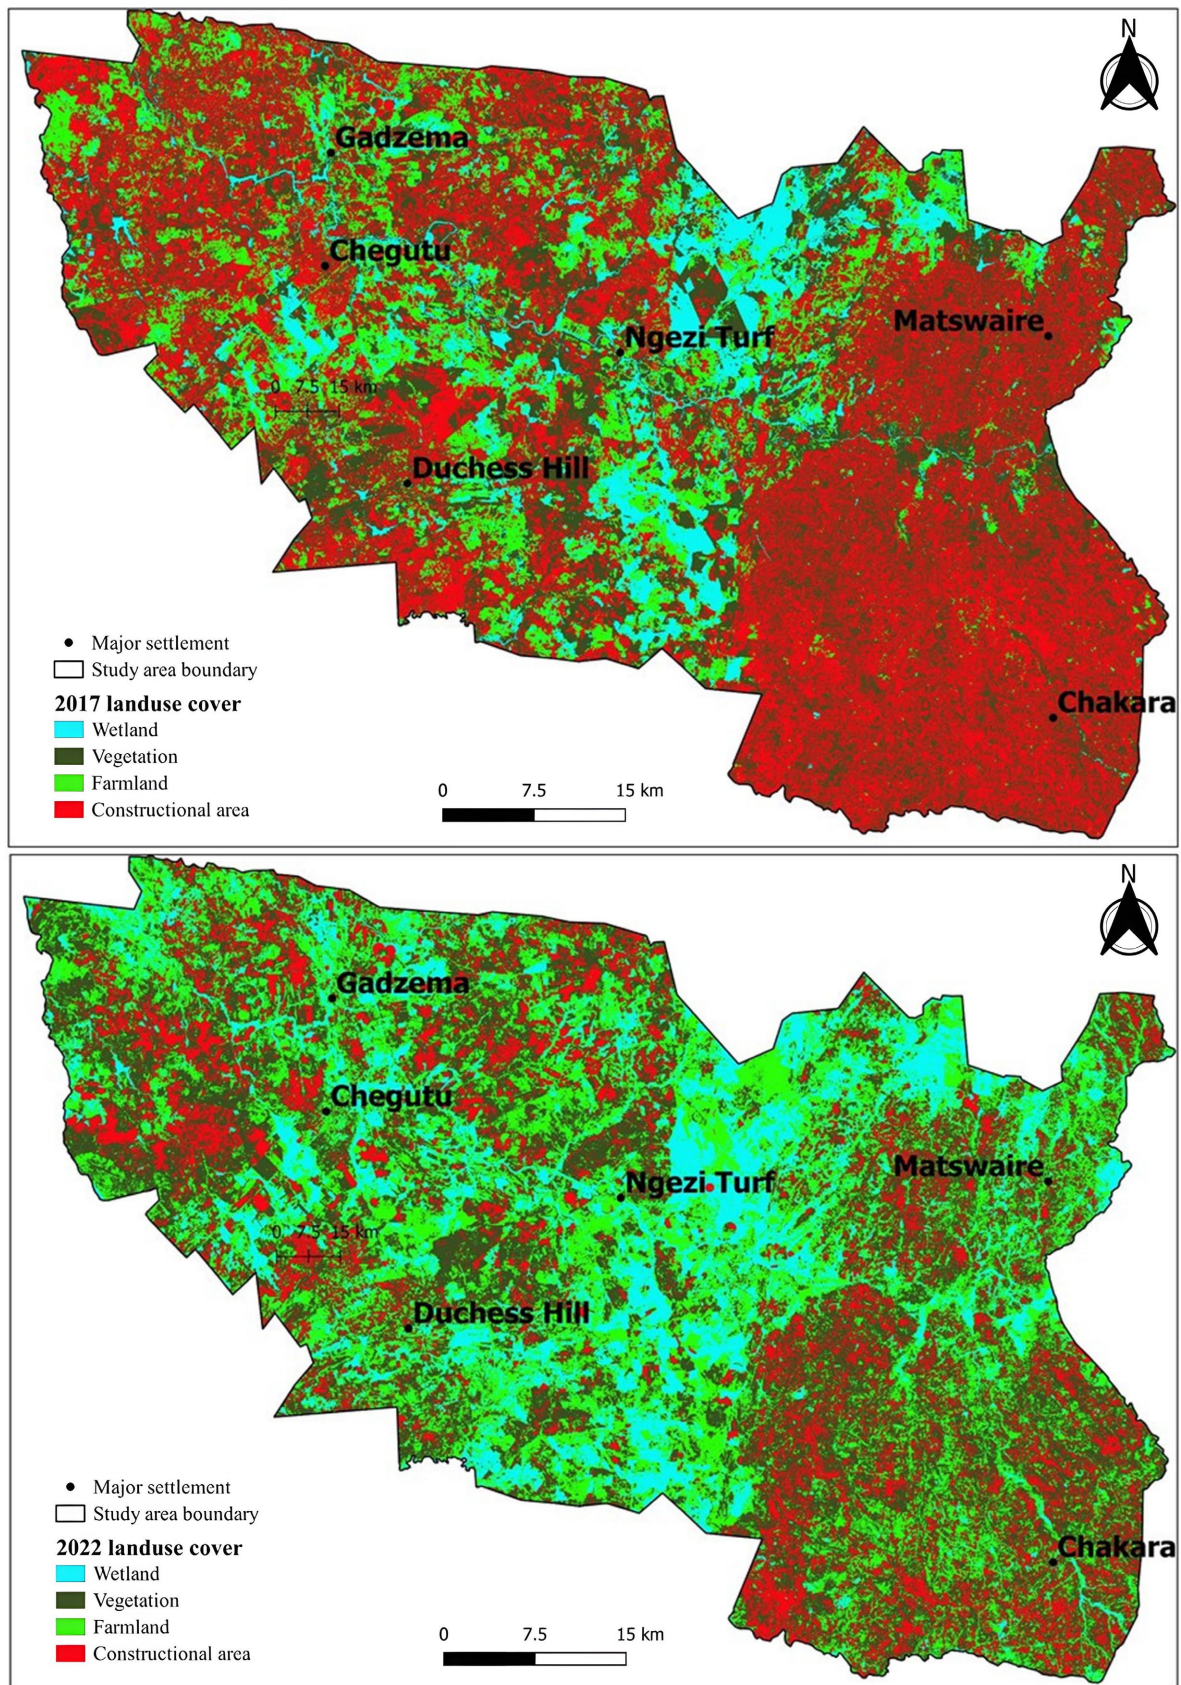 N
Gadzema
Chegutu
Matswaire
Ngezi Turf
0 7.5 15 km
Duchess Hill
Major settlement
Study area boundary
2017 landuse cover
Chakara
Wetland
Vegetation
Farmland
0 7.5 15 km
Constructional area
N
Gadzema
Chegutu
Matswaire
Ngezi Turf
0 7.5 15 km
Duchess Hill
Major settlement
Study area boundary
2022 landuse cover
Chakara
Wetland
Vegetation
Farmland
0 7.5 15 km
Constructional area